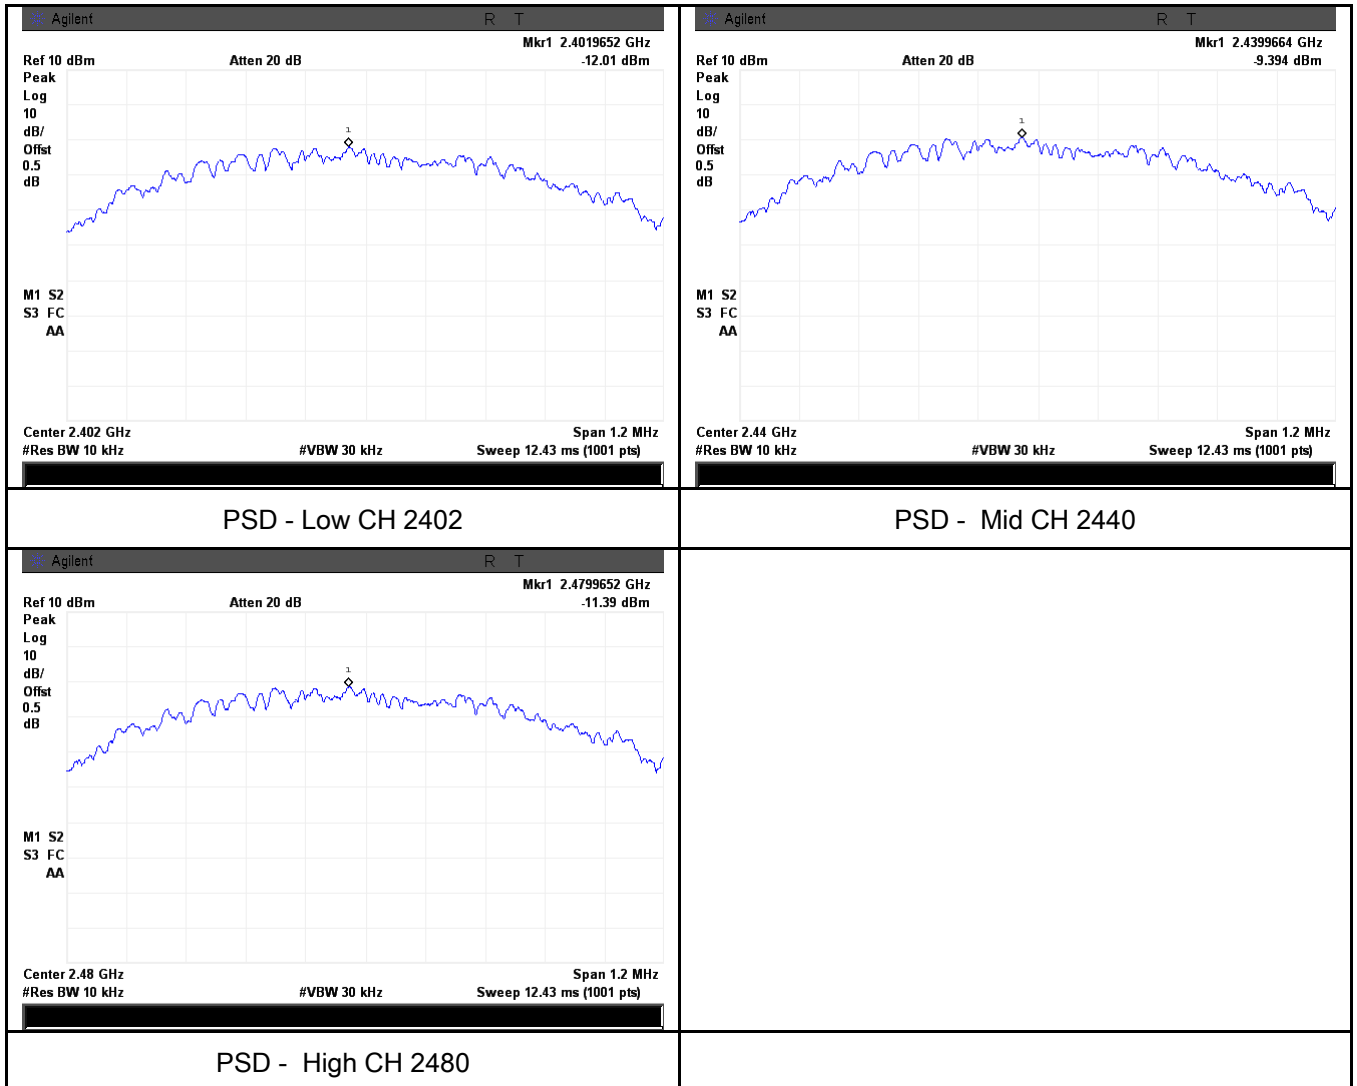 Agilent R T
Mkr1 2.4019652 GHz
Ref 10 dBm Atten 20 dB -12.01 dBm
Peak
Log
10
dB/
Offst
0.5
dB
1
M1 S2
S3 FC
AA
Center 2.402 GHz Span 1.2 MHz
#Res BW 10 kHz #VBW 30 kHz Sweep 12.43 ms (1001 pts)
PSD - Low CH 2402
Agilent R T
Mkr1 2.4399664 GHz
Ref 10 dBm Atten 20 dB -9.394 dBm
Peak
Log
10
dB/
Offst
0.5
dB
1
M1 S2
S3 FC
AA
Center 2.44 GHz Span 1.2 MHz
#Res BW 10 kHz #VBW 30 kHz Sweep 12.43 ms (1001 pts)
PSD - Mid CH 2440
Agilent R T
Mkr1 2.4799652 GHz
Ref 10 dBm Atten 20 dB -11.39 dBm
Peak
Log
10
dB/
Offst
0.5
dB
1
M1 S2
S3 FC
AA
Center 2.48 GHz Span 1.2 MHz
#Res BW 10 kHz #VBW 30 kHz Sweep 12.43 ms (1001 pts)
PSD - High CH 2480